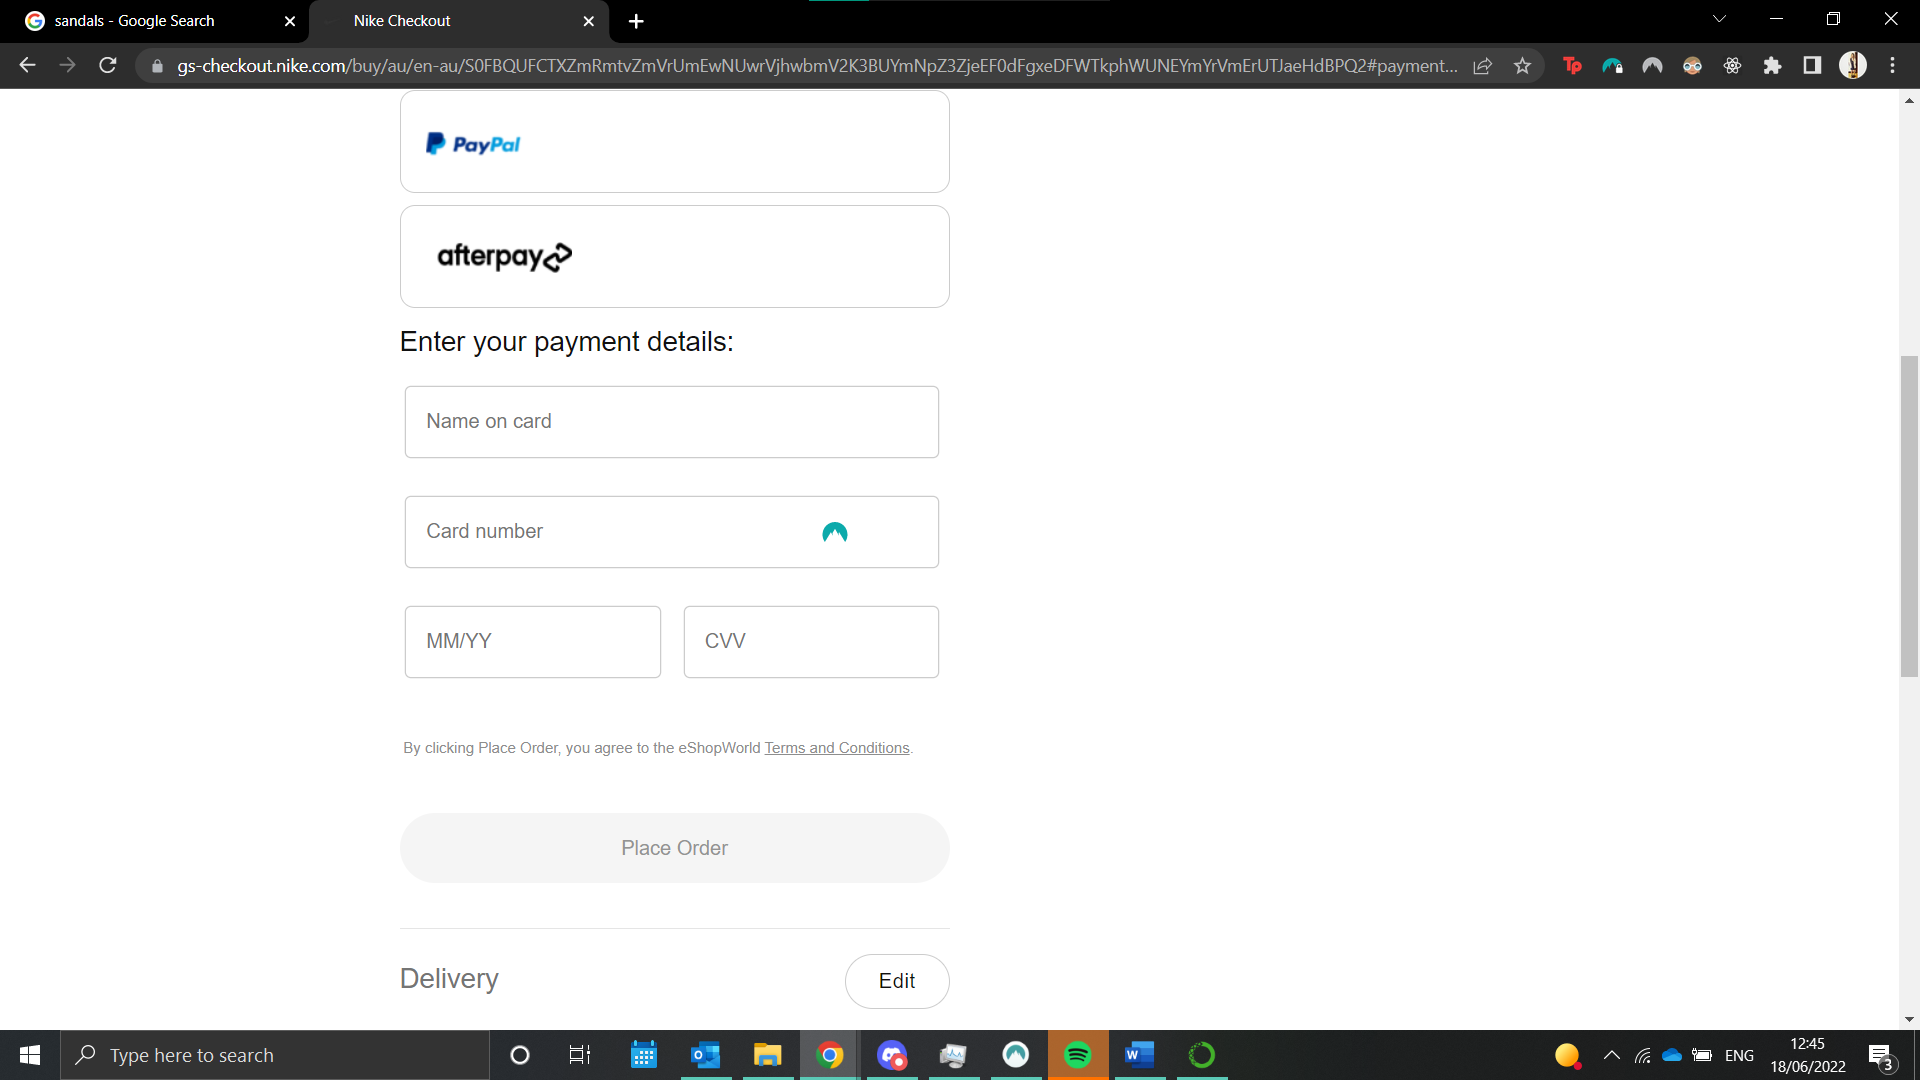 sandals - Google Search
Nike Checkout
gs-checkout.nike.com/buy/au/en-au/S0FBQUFCTXZmRmtvZmVrUmEwNUwrVjhwbmV2K3BUYmNpZ3ZjeEF0dFgxeDFWTkphWUNEYmYrVmErUTJaeHdBPQ2#payment...
Tp
PayPal
afterpay
Enter your payment details:
Name on card
Card number
MM/YY
CVV
By clicking Place Order, you agree to the eShopWorld Terms and Conditions.
Place Order
Delivery
Edit
Type here to search
ENG
12:45
18/06/2022
3